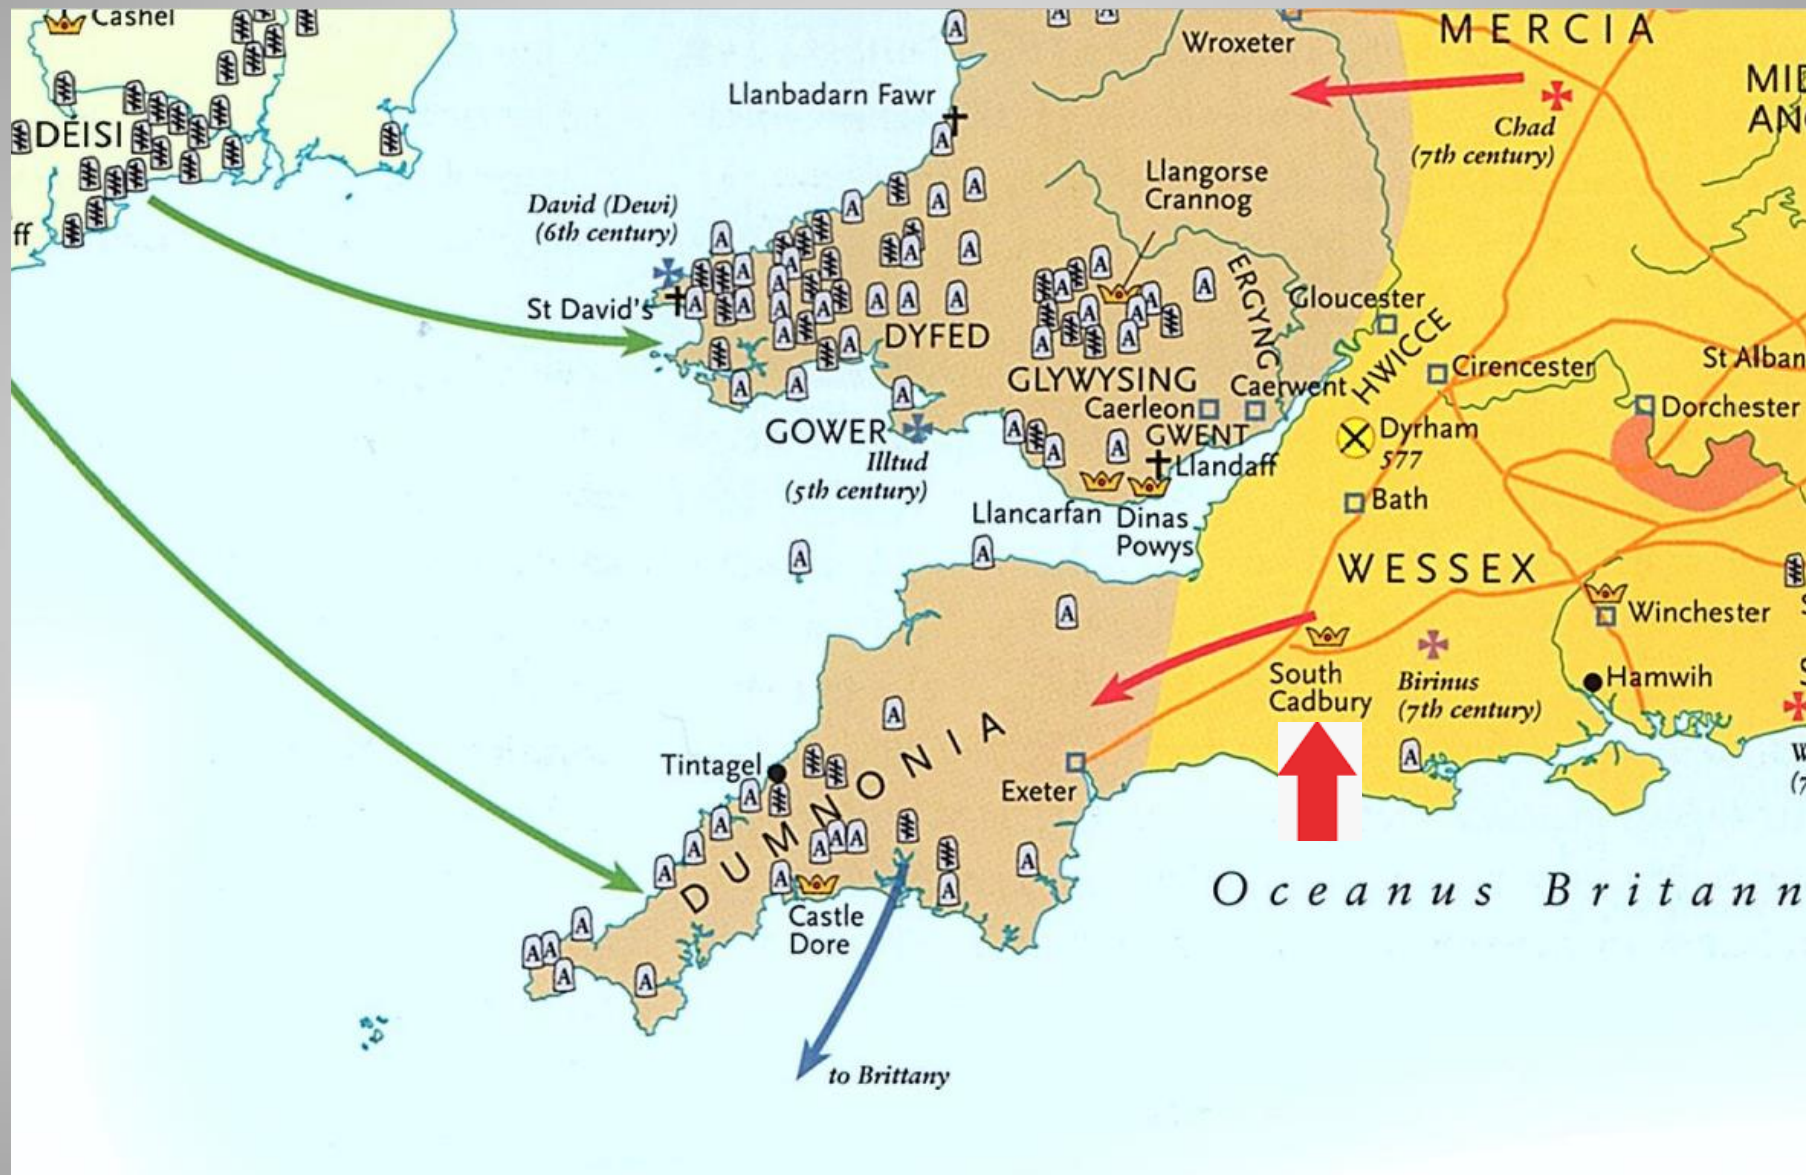 Cashel
DEISI
ff
Llanbadarn Fawr
Wroxeter
MERCIA
Chad
(7th century)
David (Dewi)
(6th century)
St David's
Llangorse
Crannog
ERGYNG
DYFED
GLYWYSING
Caerleon
Caerwent
GWENT
Llandaff
GOWER
Illtud
(5th century)
Llancarfan
Dinas
Powys
Gloucester
HWICCE
Cirencester
St Alban
Dorchester
Dyrham
577
Bath
WESSEX
Winchester
Hamwih
South
Cadbury
Birinus
(7th century)
Tintagel
DUMNONIA
Exeter
Castle
Dore
to Brittany
Oceanus Britann